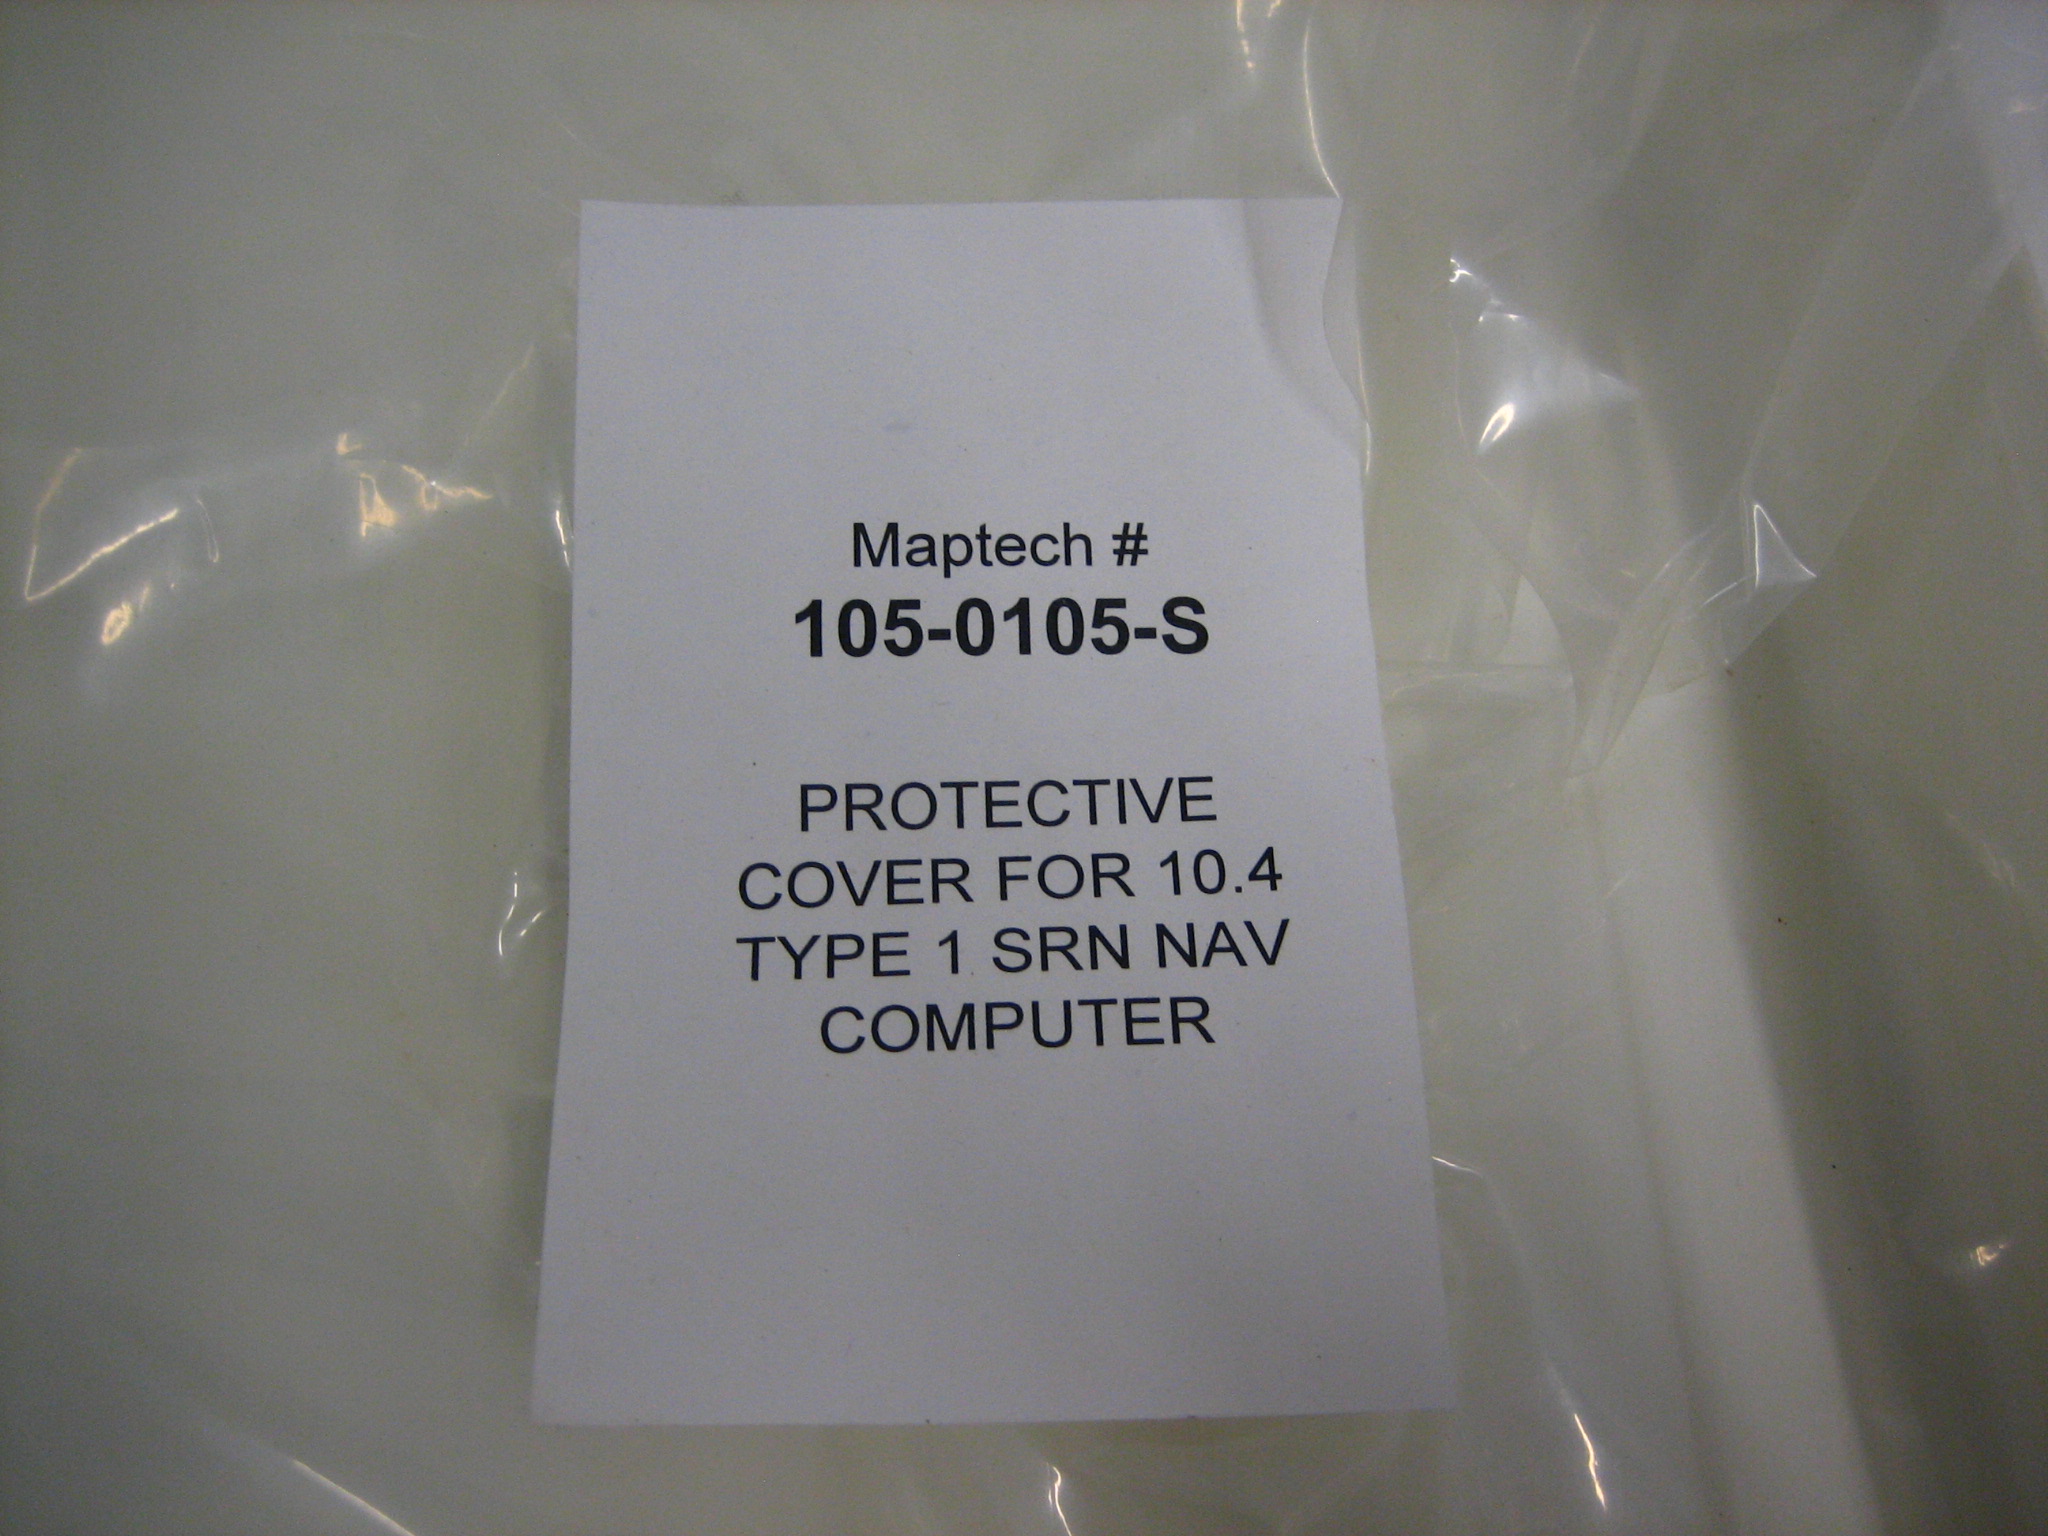 Maptech #
105-0105-S
PROTECTIVE
COVER FOR 10.4
TYPE 1 SRN NAV
COMPUTER